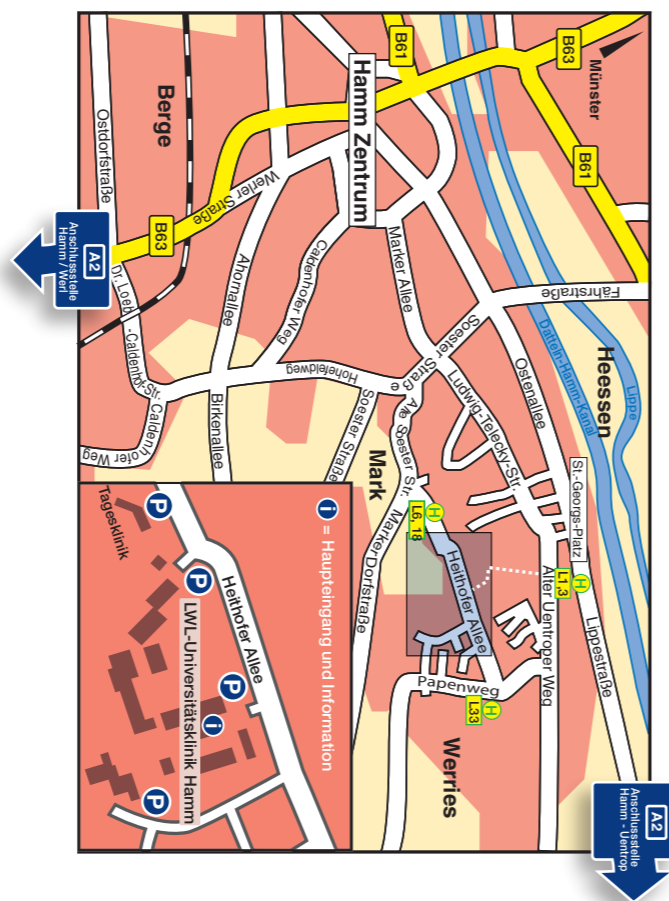 B63
Münster
B61
B61
Hamm Zentrum
Berge
Ostdorfstraße
Werler Straße
B63
A2
Anschlussstelle
Hamm / Werl
Dr.-Loeb
-Caldenhof-Str.
Caldenhofer Weg
Ahornallee
Caldenhofer Weg
Marker Allee
Fährstraße
Soester Straße
Hohefeldweg
Birkenallee
Soester Straße
Mark
Alte Soester Str.
Marker Dorfstraße
Ludwig-Telecky-Str.
Ostenallee
Datteln-Hamm-Kanal
Lippe
Heessen
St.-Georgs-Platz
H
L1,3
H
L6, 18
Heithofer Allee
Alter Uentroper Weg
Lippestraße
Papenweg
H
L33
Werries
A2
Anschlussstelle
Hamm - Uentrop
i = Haupteingang und Information
Heithofer Allee
LWL-Universitätsklinik Hamm
Tagesklinik
P
P
P
i
P